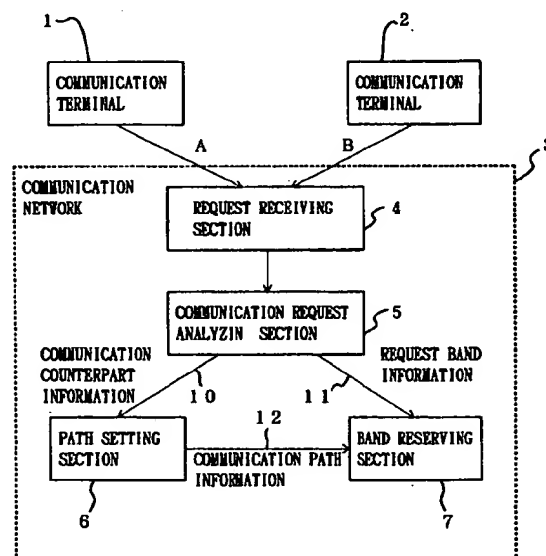 1
2
COMMUNICATION
TERMINAL
COMMUNICATION
TERMINAL
A
B
3
COMMUNICATION
NETWORK
REQUEST RECEIVING
SECTION
4
COMMUNICATION REQUEST
ANALYZIN SECTION
5
COMMUNICATION
COUNTERPART
INFORMATION
REQUEST BAND
INFORMATION
10
11
12
PATH SETTING
SECTION
COMMUNICATION PATH
INFORMATION
BAND RESERVING
SECTION
6
7